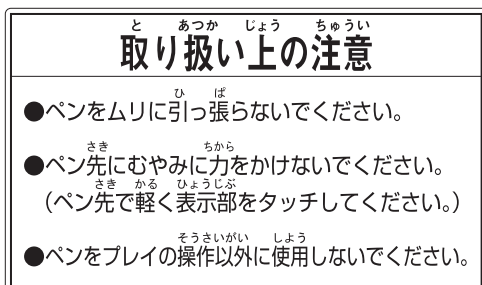 取り扱い上の注意
●ペンをムリに引っ張らないでください。
●ペン先にむやみに力をかけないでください。
（ペン先で軽く表示部をタッチしてください。）
●ペンをプレイの操作以外に使用しないでください。